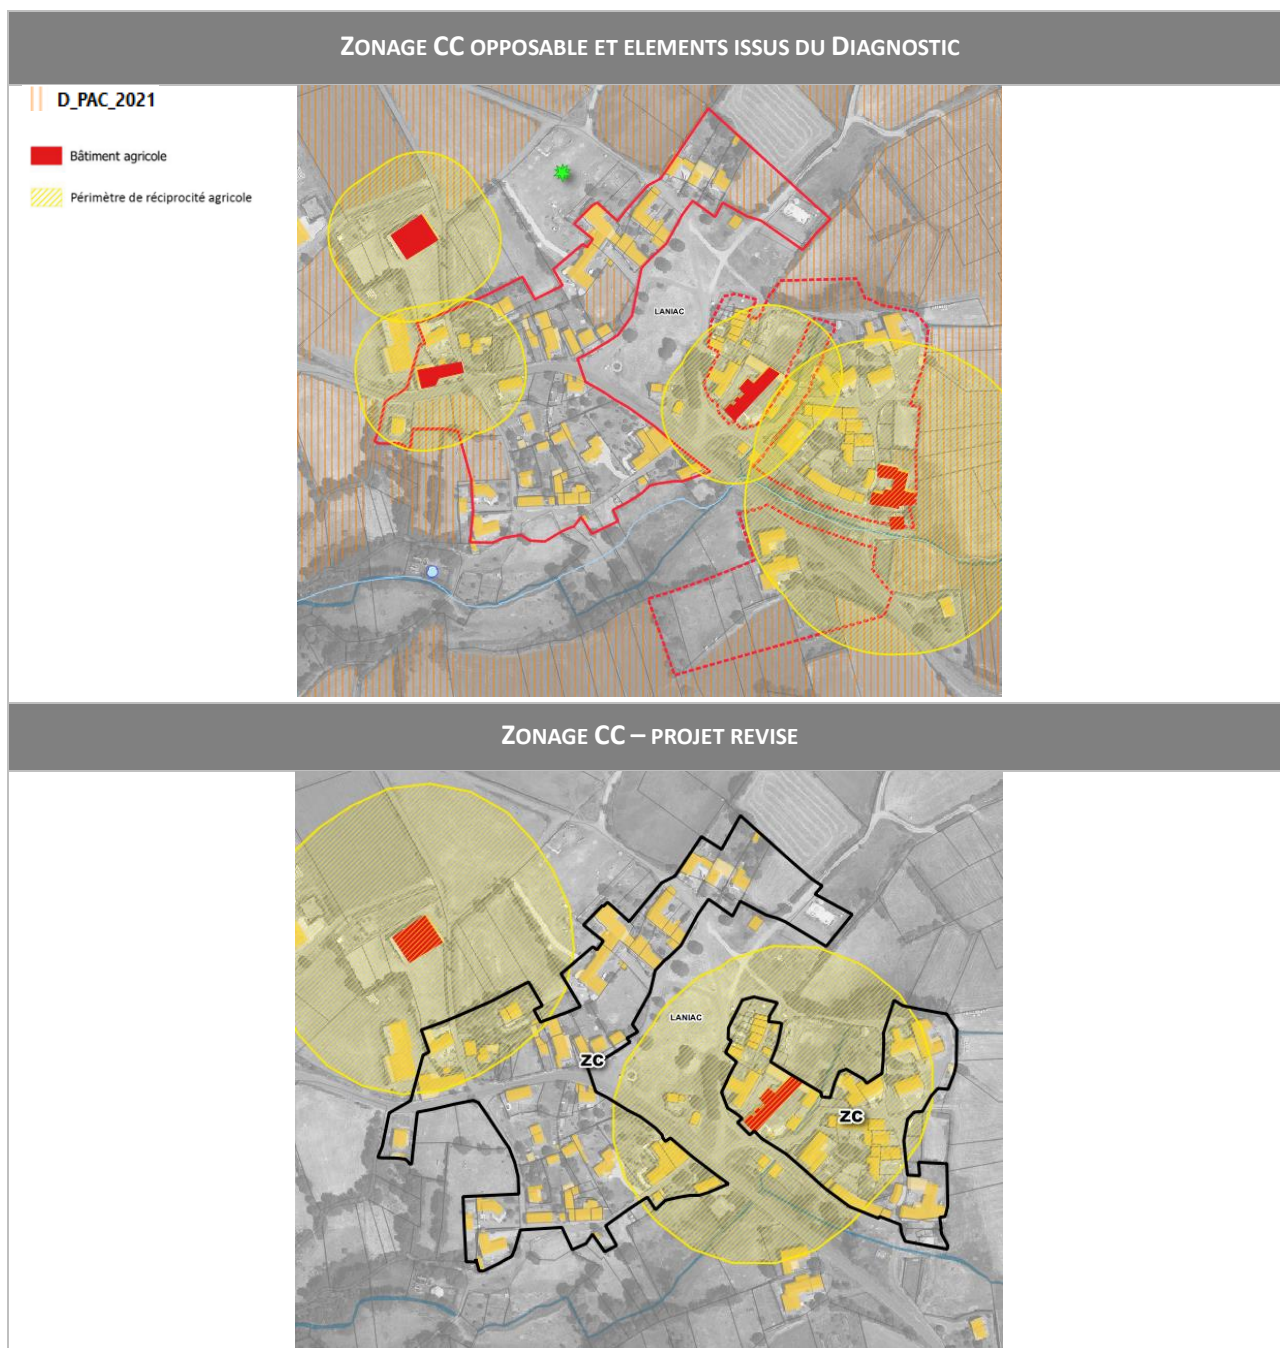 ZONAGE CC OPPOSABLE ET ELEMENTS ISSUS DU DIAGNOSTIC
D_PAC_2021
Bâtiment agricole
Périmètre de réciprocité agricole
LANIAC
ZONAGE CC – PROJET REVISE
LANIAC
ZC
ZC